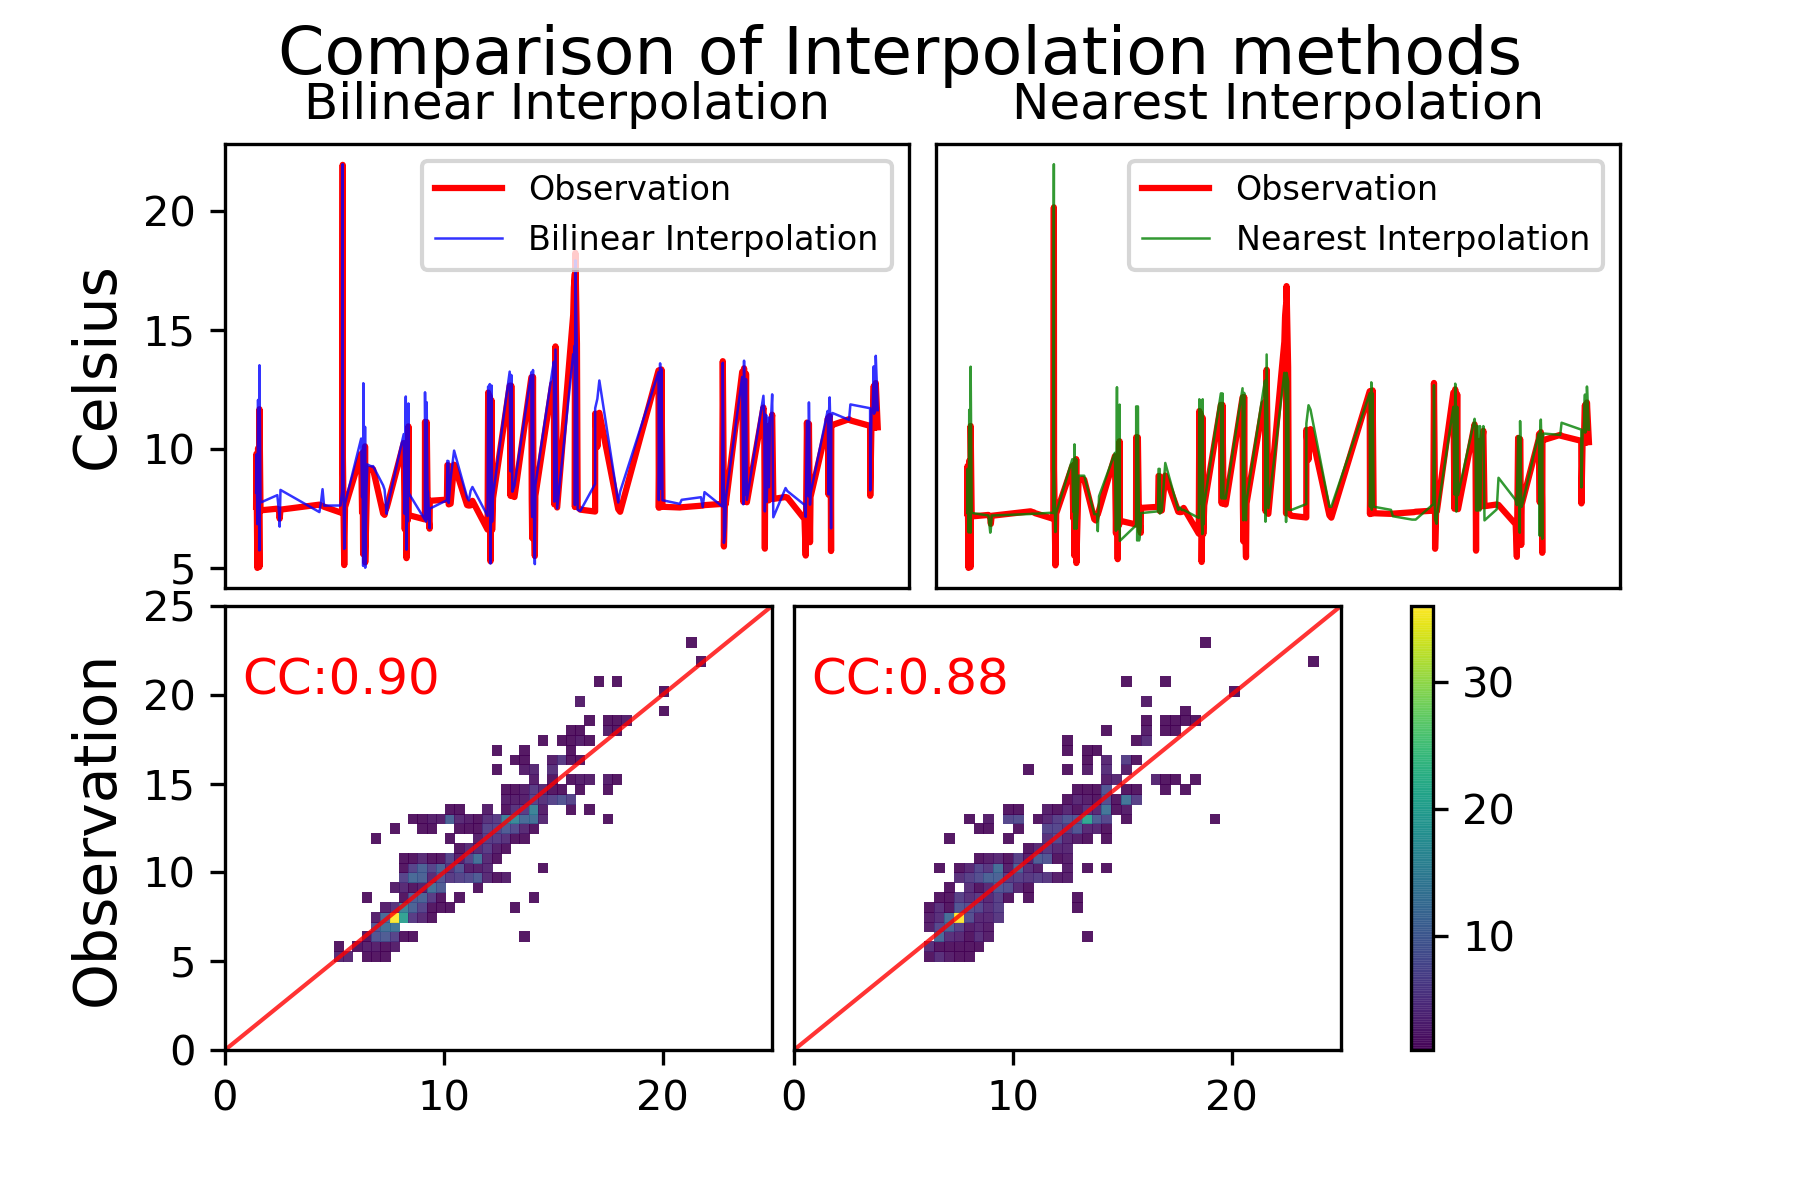 Comparison of Interpolation methods
Bilinear Interpolation
Nearest Interpolation
Celsius
20
15
10
5
Observation
Bilinear Interpolation
Observation
Nearest Interpolation
Observation
25
20
15
10
5
0
CC:0.90
0
10
20
CC:0.88
0
10
20
30
20
10